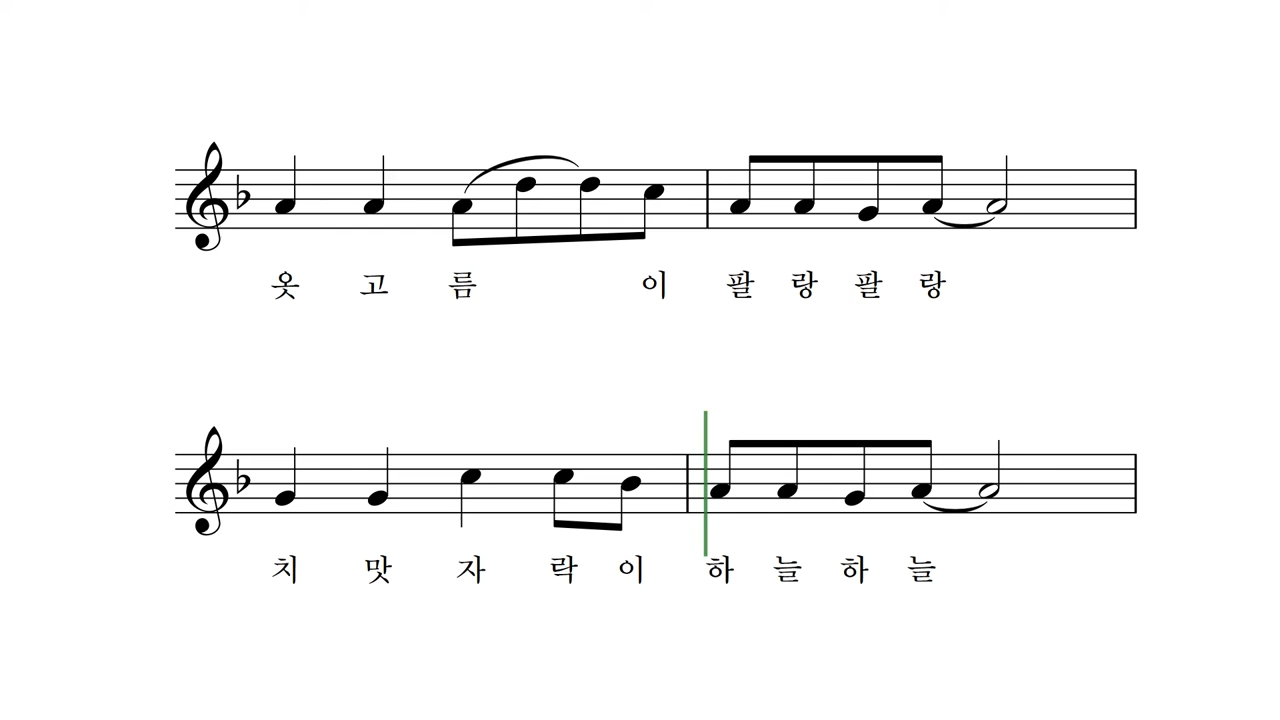 옷 고 름 이 팔 랑 팔 랑
치 맛 자 락 이 하 늘 하 늘